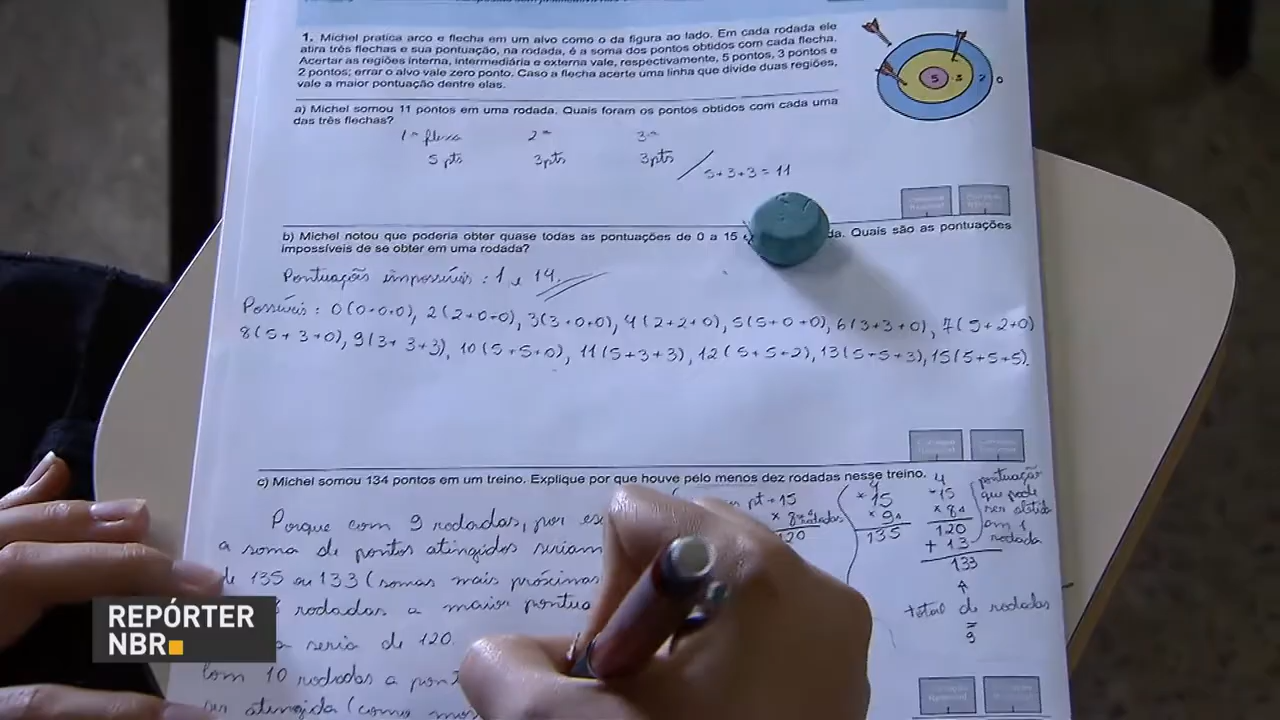 1. Michel pratica arco e flecha em um alvo como o da figura ao lado. Em cada rodada ele
atira três flechas e sua pontuação, na rodada, é a soma dos pontos obtidos com cada flecha.
Acertar as regiões interna, intermediária e externa vale, respectivamente, 5 pontos, 3 pontos e
2 pontos; errar o alvo vale zero ponto. Caso a flecha acerte uma linha que divide duas regiões,
vale a maior pontuação dentre elas.
5 3 2 0
a) Michel somou 11 pontos em uma rodada. Quais foram os pontos obtidos com cada uma
das três flechas?
1ª flexa 2ª 3ª
5 pts 3pts 3pts / 5+3+3=11
b) Michel notou que poderia obter quase todas as pontuações de 0 a 15 da. Quais são as pontuações
impossíveis de se obter em uma rodada?
Pontuações impossíveis : 1 e 14.
Possíveis : 0(0+0+0), 2(2+0+0), 3(3+0+0), 4(2+2+0), 5(5+0+0), 6(3+3+0), 7(5+2+0)
8(5+3+0), 9(3+3+3), 10(5+5+0), 11(5+3+3), 12(5+5+2), 13(5+5+3), 15(5+5+5).
c) Michel somou 134 pontos em um treino. Explique por que houve pelo menos dez rodadas nesse treino.
Porque com 9 rodadas, por
a soma de pontos atingidos seriam
de 135 ou 133 (somas mais próximas
rodadas a maior
seria de 120.
Com 10 rodadas a
ser atingida (como
pt = 15
rodadas
120
4
15
× 9
135
4
15
× 8
120
+ 13
133
total de rodadas
= 9
pontuação
que pode
ser obtida
em 1
rodada
REPÓRTER
NBR